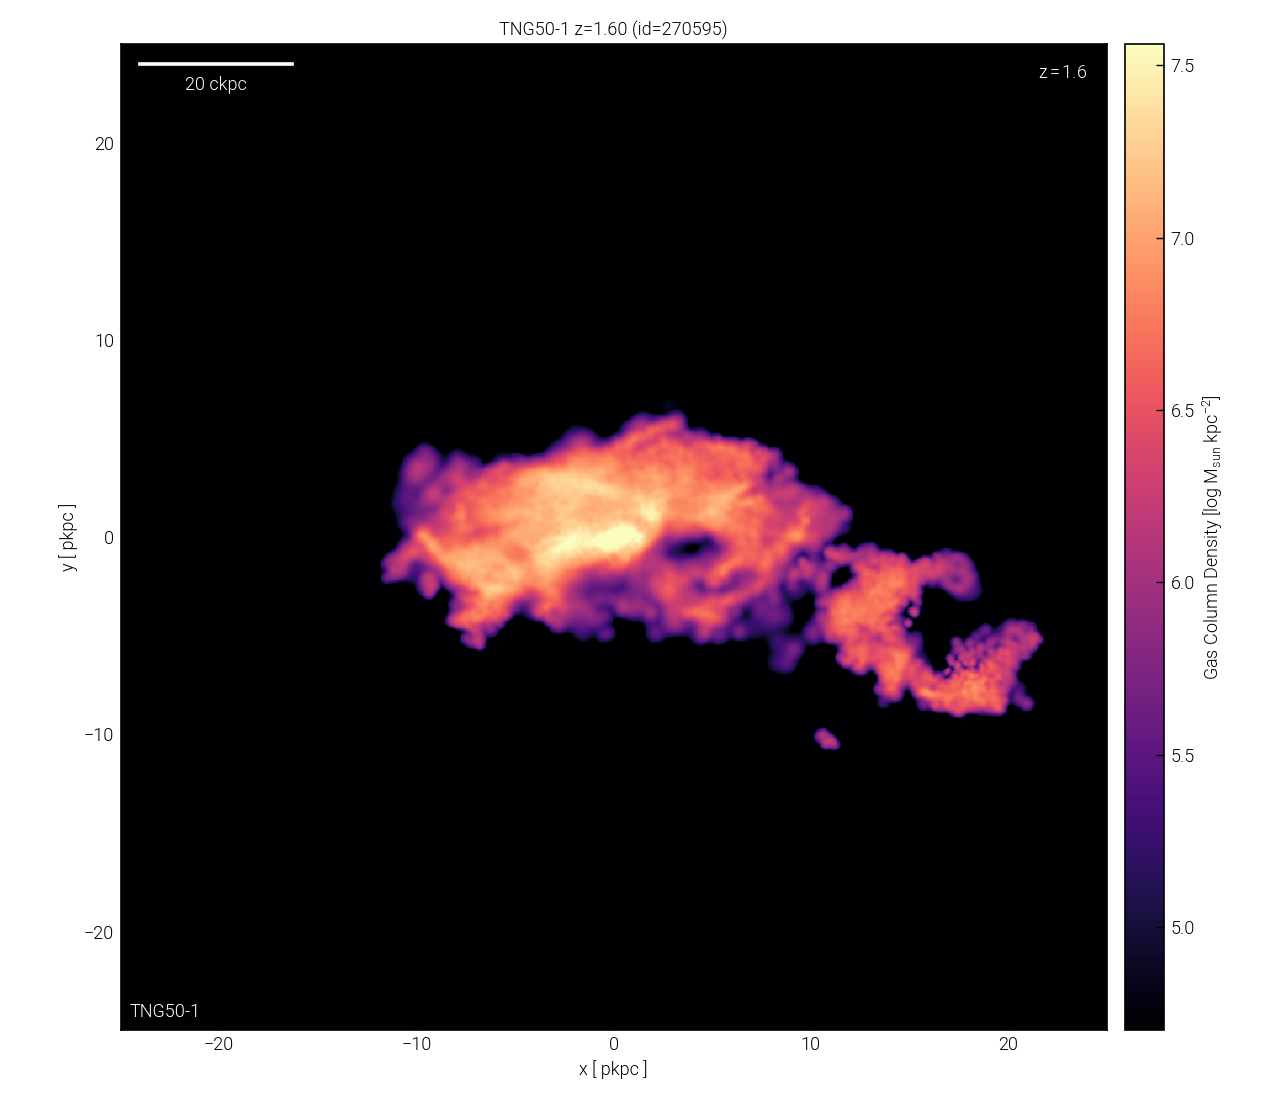 TNG50-1 z=1.60 (id=270595)
20 ckpc
z=1.6
20
10
0
−10
−20
y [ pkpc ]
TNG50-1
−20
−10
0
10
20
x [ pkpc ]
7.5
7.0
6.5
6.0
5.5
5.0
Gas Column Density [log M_sun kpc^−2]